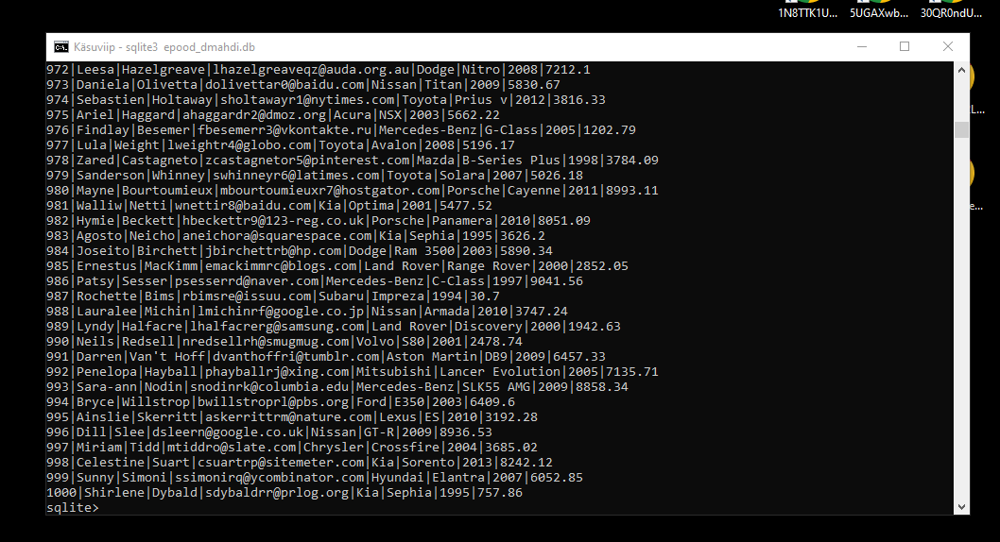 1N8TTK1U... 5UGAXwb... 30QR0ndU...
Käsuviip - sqlite3 epood_dmahdi.db
972|Leesa|Hazelgreave|lhazelgreaveqz@auda.org.au|Dodge|Nitro|2008|7212.1
973|Daniela|Olivetta|dolivettar0@baidu.com|Nissan|Titan|2009|5830.67
974|Sebastien|Holtaway|sholtawayr1@nytimes.com|Toyota|Prius v|2012|3816.33
975|Ariel|Haggard|ahaggardr2@dmoz.org|Acura|NSX|2003|5662.22
976|Findlay|Besemer|fbesemerr3@vkontakte.ru|Mercedes-Benz|G-Class|2005|1202.79
977|Lula|Weight|lweightr4@globo.com|Toyota|Avalon|2008|5196.17
978|Zared|Castagneto|zcastagnetor5@pinterest.com|Mazda|B-Series Plus|1998|3784.09
979|Sanderson|Whinney|swhinneyr6@latimes.com|Toyota|Solara|2007|5026.18
980|Mayne|Bourtoumieux|mbourtoumieuxr7@hostgator.com|Porsche|Cayenne|2011|8993.11
981|Walliw|Netti|wnettir8@baidu.com|Kia|Optima|2001|5477.52
982|Hymie|Beckett|hbeckettr9@123-reg.co.uk|Porsche|Panamera|2010|8051.09
983|Agosto|Neicho|aneichora@squarespace.com|Kia|Sephia|1995|3626.2
984|Joseito|Birchett|jbirchettrb@hp.com|Dodge|Ram 3500|2003|5890.34
985|Ernestus|MacKimm|emackimmrc@blogs.com|Land Rover|Range Rover|2000|2852.05
986|Patsy|Sesser|psesserrd@naver.com|Mercedes-Benz|C-Class|1997|9041.56
987|Rochette|Bims|rbimsre@issuu.com|Subaru|Impreza|1994|30.7
988|Lauralee|Michin|lmichinrf@google.co.jp|Nissan|Armada|2010|3747.24
989|Lyndy|Halfacre|lhalfacrerg@samsung.com|Land Rover|Discovery|2000|1942.63
990|Neils|Redsell|nredsellrh@smugmug.com|Volvo|S80|2001|2478.74
991|Darren|Van't Hoff|dvanthoffri@tumblr.com|Aston Martin|DB9|2009|6457.33
992|Penelopa|Hayball|phayballrj@xing.com|Mitsubishi|Lancer Evolution|2005|7135.71
993|Sara-ann|Nodin|snodinrk@columbia.edu|Mercedes-Benz|SLK55 AMG|2009|8858.34
994|Bryce|Willstrop|bwillstoprl@pbs.org|Ford|E350|2003|6409.6
995|Ainslie|Skerritt|askerrittrm@nature.com|Lexus|ES|2010|3192.28
996|Dill|Slee|dsleern@google.co.uk|Nissan|GT-R|2009|8936.53
997|Miriam|Tidd|mtiddro@slate.com|Chrysler|Crossfire|2004|3685.02
998|Celestine|Suart|csuartrp@sitemeter.com|Kia|Sorento|2013|8242.12
999|Sunny|Simoni|ssimonirq@ycombinator.com|Hyundai|Elantra|2007|6052.85
1000|Shirlene|Dybald|sdybaldrr@prlog.org|Kia|Sephia|1995|757.86
sqlite>